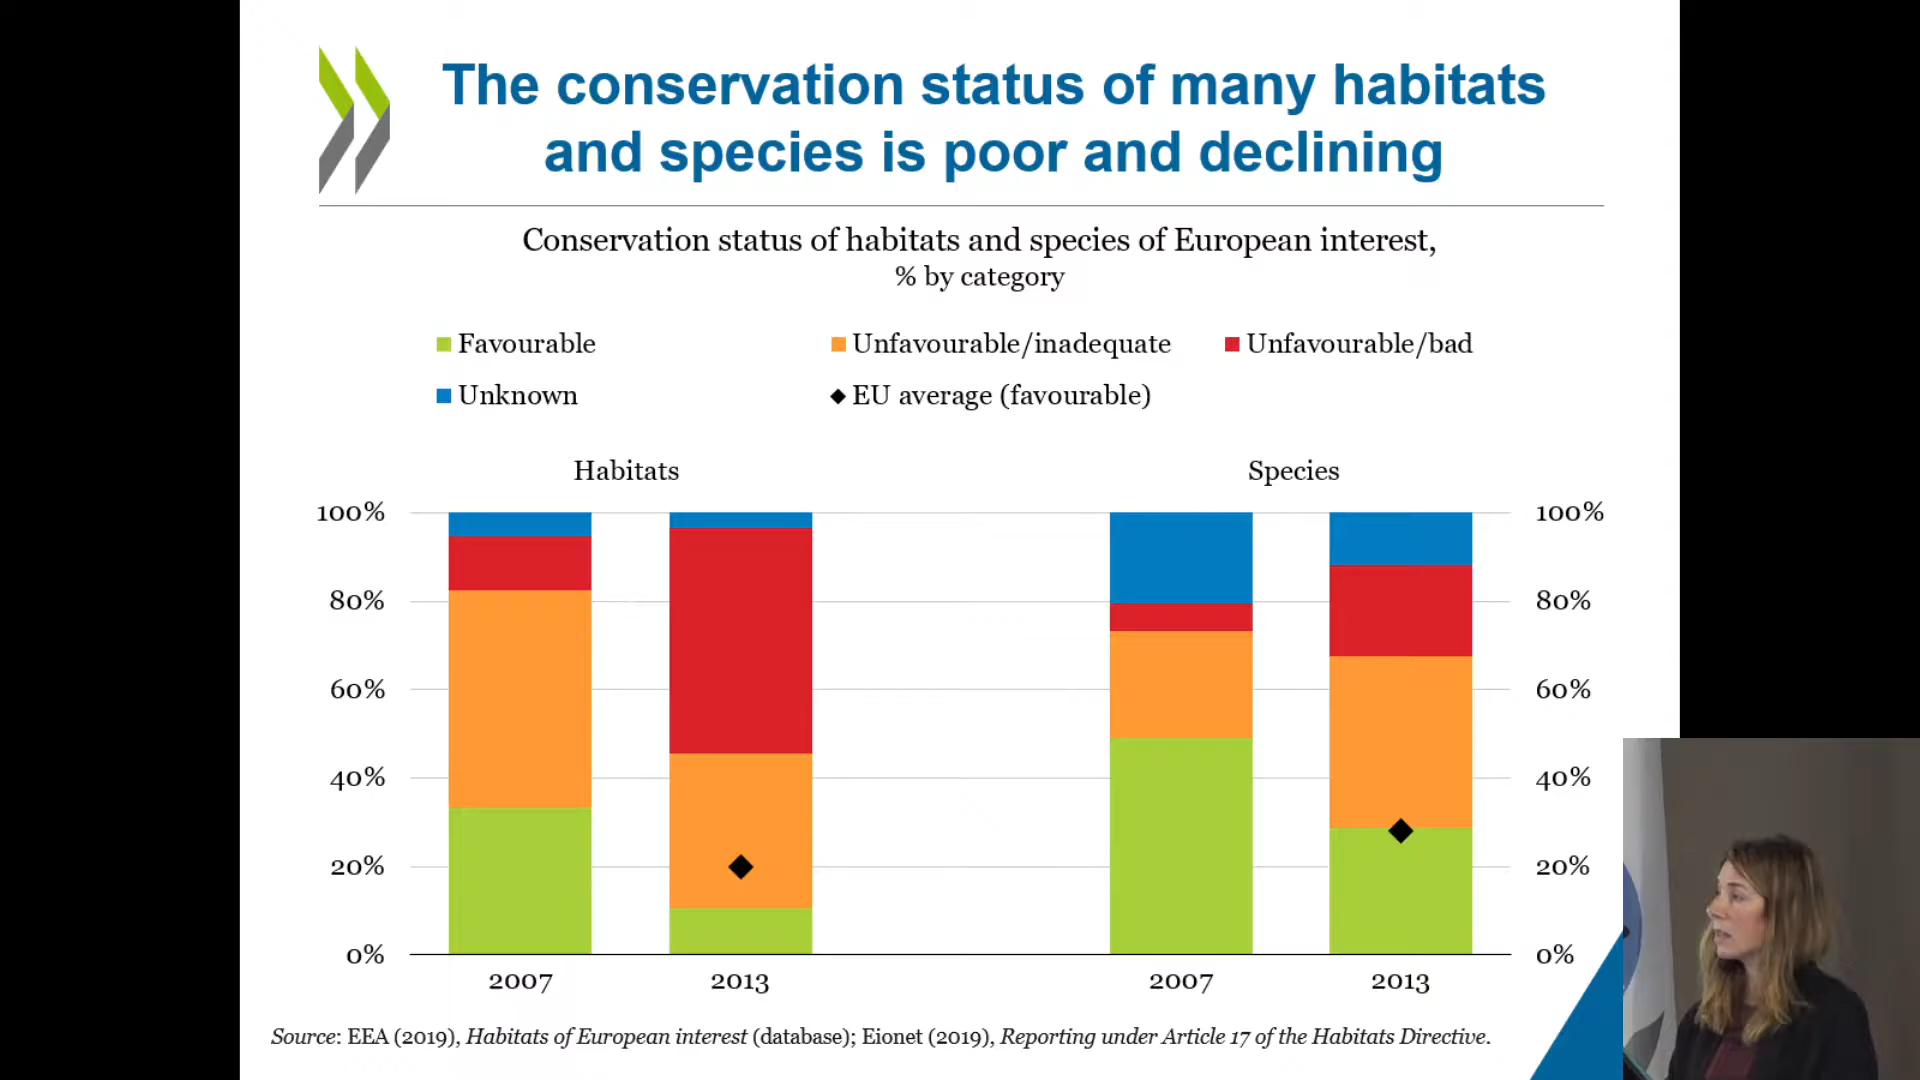 The conservation status of many habitats
and species is poor and declining
Conservation status of habitats and species of European interest,
% by category
Favourable
Unfavourable/inadequate
Unfavourable/bad
Unknown
EU average (favourable)
Habitats
Species
100%
80%
60%
40%
20%
0%
100%
80%
60%
40%
20%
0%
2007
2013
2007
2013
Source: EEA (2019), Habitats of European interest (database); Eionet (2019), Reporting under Article 17 of the Habitats Directive.